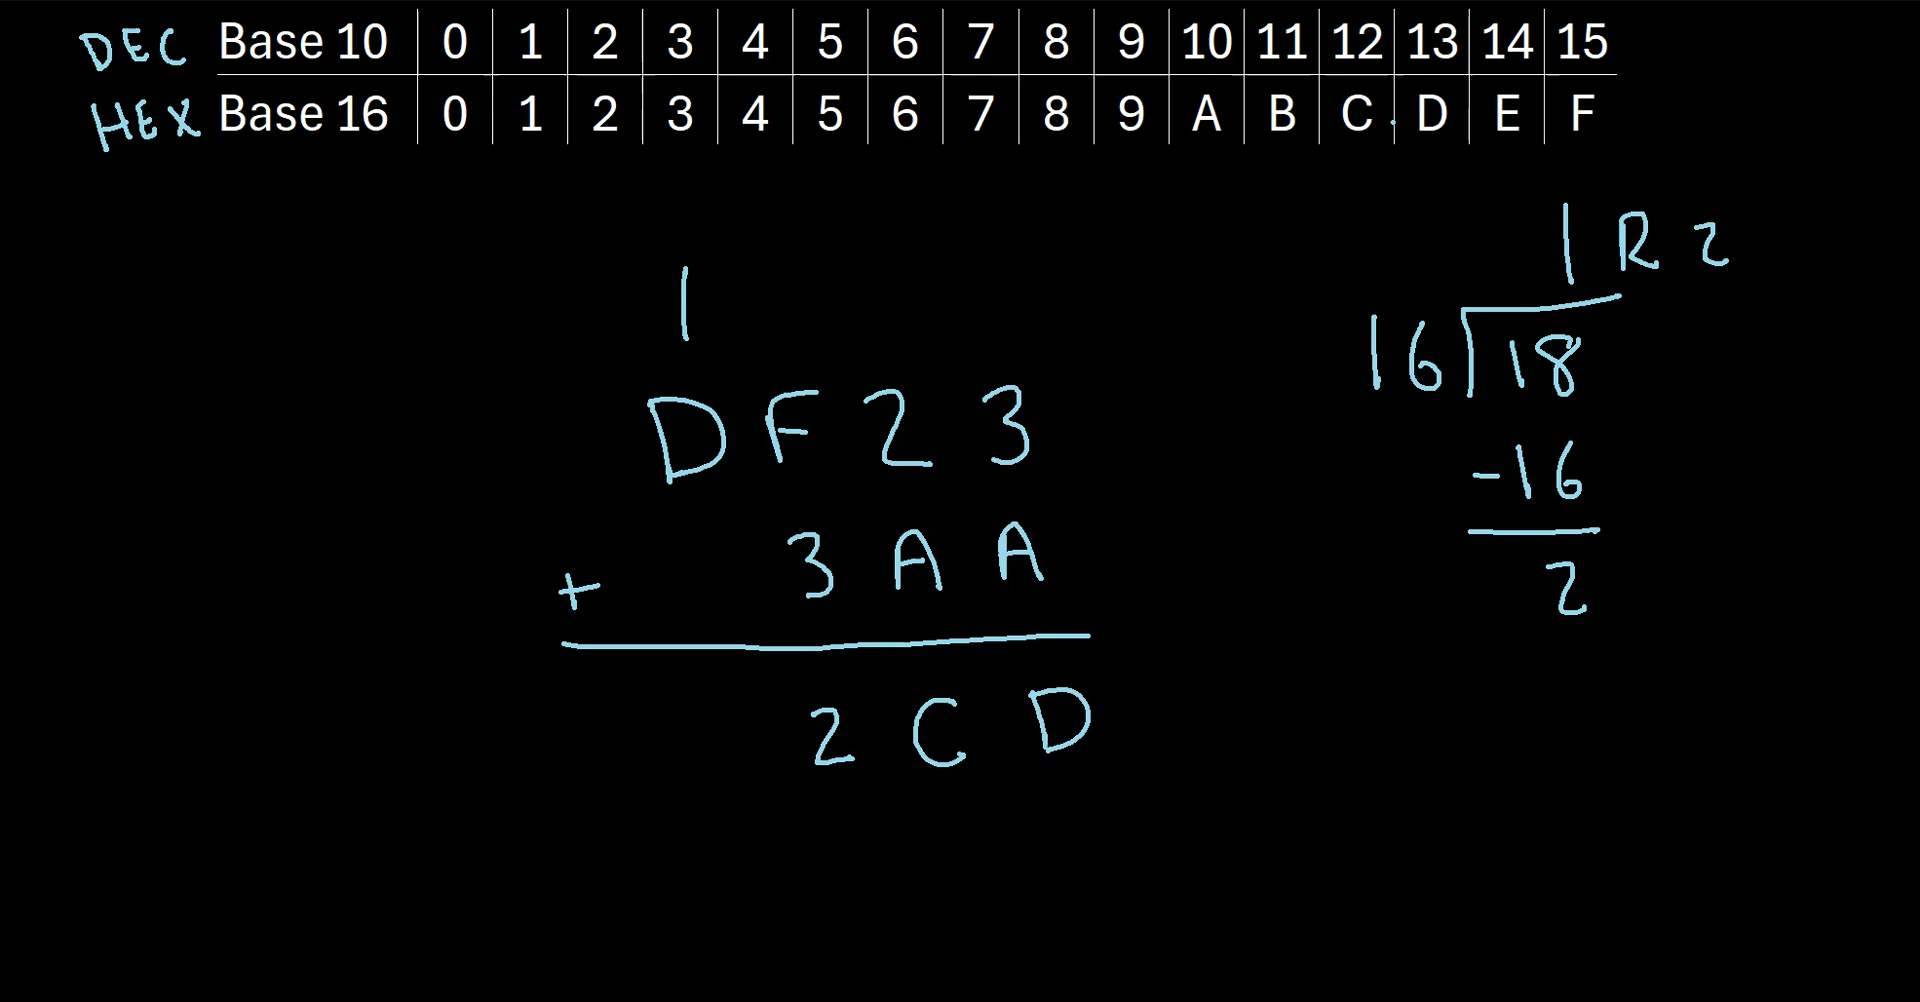 DEC Base 10 0 1 2 3 4 5 6 7 8 9 10 11 12 13 14 15
HEX Base 16 0 1 2 3 4 5 6 7 8 9 A B C D E F
1
DF23
+ 3AA
2CD
1 R 2
16 18
-16
2